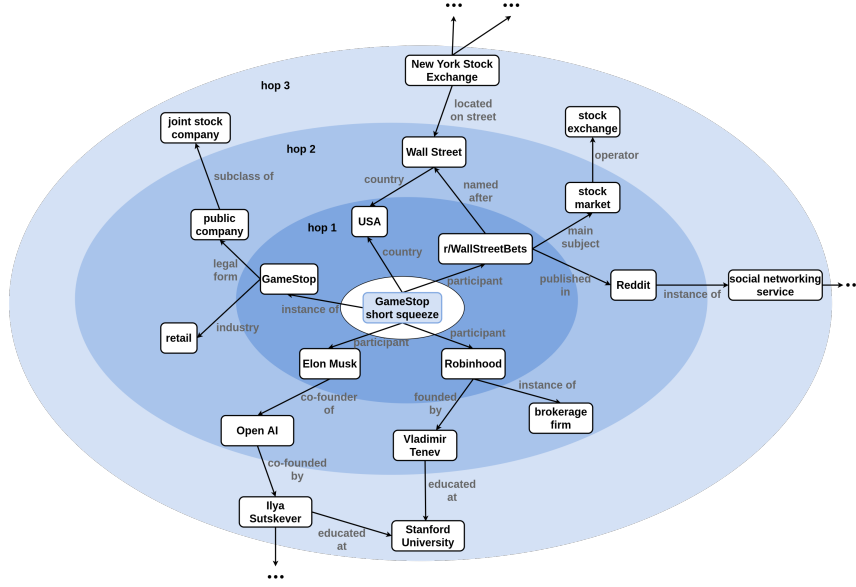 •••
•••
New York Stock
Exchange
hop 3
located
on street
joint stock
company
stock
exchange
hop 2
Wall Street
operator
subclass of
country
named
after
stock
market
public
company
USA
hop 1
r/WallStreetBets
main
subject
country
legal
form
GameStop
participant
published
in
Reddit
instance of
social networking
service
••
GameStop
short squeeze
instance of
industry
retail
participant
participant
Elon Musk
Robinhood
co-founder
of
founded
by
instance of
brokerage
firm
Open AI
Vladimir
Tenev
co-founded
by
educated
at
Ilya
Sutskever
educated
at
Stanford
University
•••